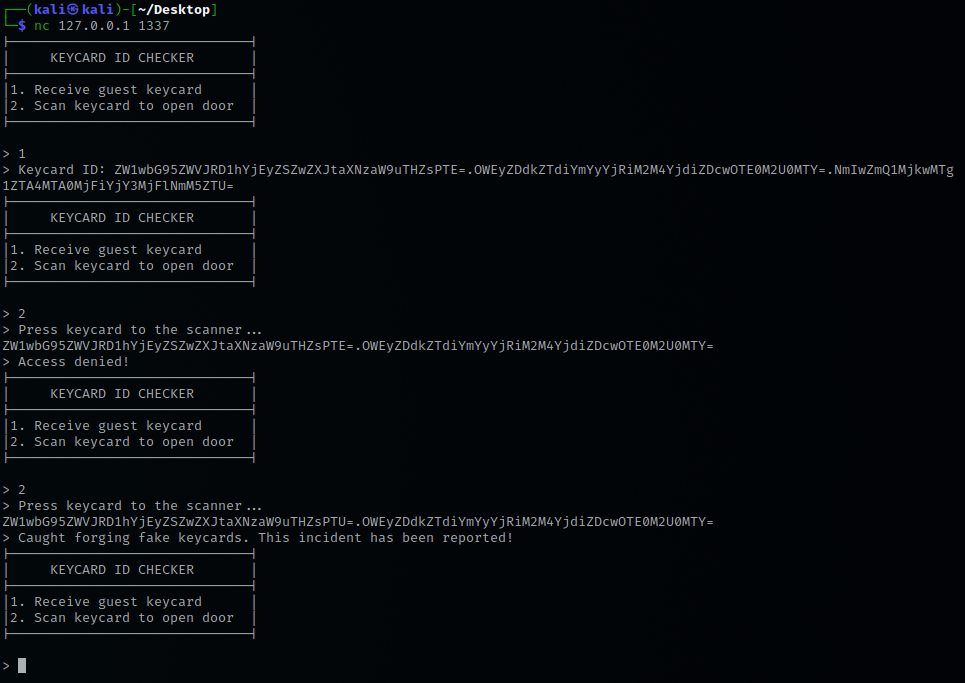 ┌──(kali㉿kali)-[~/Desktop]
└─$ nc 127.0.0.1 1337
KEYCARD ID CHECKER
1. Receive guest keycard
2. Scan keycard to open door
> 1
> Keycard ID: ZW1wbG95ZWVJRD1hYjEyZSZwZXJtaXNzaW9uTHZsPTE=.OWEyZDdkZTdiYmYyYjRiM2M4YjdiZDcwOTE0M2U0MTY=.NmIwZmQ1MjkwMTg
1ZTA4MTA0MjFiYjY3MjFlNmM5ZTU=
KEYCARD ID CHECKER
1. Receive guest keycard
2. Scan keycard to open door
> 2
> Press keycard to the scanner...
ZW1wbG95ZWVJRD1hYjEyZSZwZXJtaXNzaW9uTHZsPTE=.OWEyZDdkZTdiYmYyYjRiM2M4YjdiZDcwOTE0M2U0MTY=
> Access denied!
KEYCARD ID CHECKER
1. Receive guest keycard
2. Scan keycard to open door
> 2
> Press keycard to the scanner...
ZW1wbG95ZWVJRD1hYjEyZSZwZXJtaXNzaW9uTHZsPTU=.OWEyZDdkZTdiYmYyYjRiM2M4YjdiZDcwOTE0M2U0MTY=
> Caught forging fake keycards. This incident has been reported!
KEYCARD ID CHECKER
1. Receive guest keycard
2. Scan keycard to open door
>